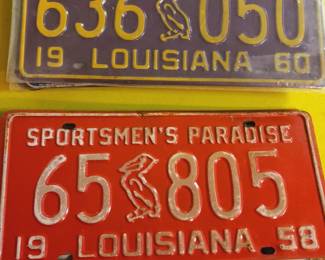 636 050
19 LOUISIANA 60
SPORTSMEN'S PARADISE
65 805
19 LOUISIANA 58